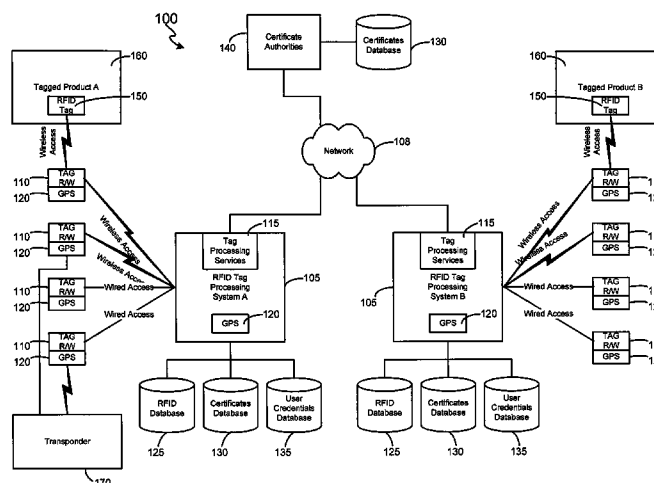 100
140
Certificate
Authorities
Certificates
Database
130
160
Tagged Product A
150
RFID
Tag
Wireless
Access
160
Tagged Product B
150
RFID
Tag
Wireless
Access
Network
108
110
120
TAG
R/W
GPS
110
120
TAG
R/W
GPS
110
120
TAG
R/W
GPS
110
120
TAG
R/W
GPS
Wireless Access
Wireless
Access
Wired Access
Wired Access
115
Tag
Processing
Services
RFID Tag
Processing
System A
105
120
GPS
115
Tag
Processing
Services
RFID Tag
Processing
System B
105
120
GPS
Wireless Access
Wireless Access
Wired Access
Wired Access
TAG
R/W
GPS
TAG
R/W
GPS
TAG
R/W
GPS
TAG
R/W
GPS
RFID
Database
125
Certificates
Database
130
User
Credentials
Database
135
RFID
Database
125
Certificates
Database
130
User
Credentials
Database
135
Transponder
170